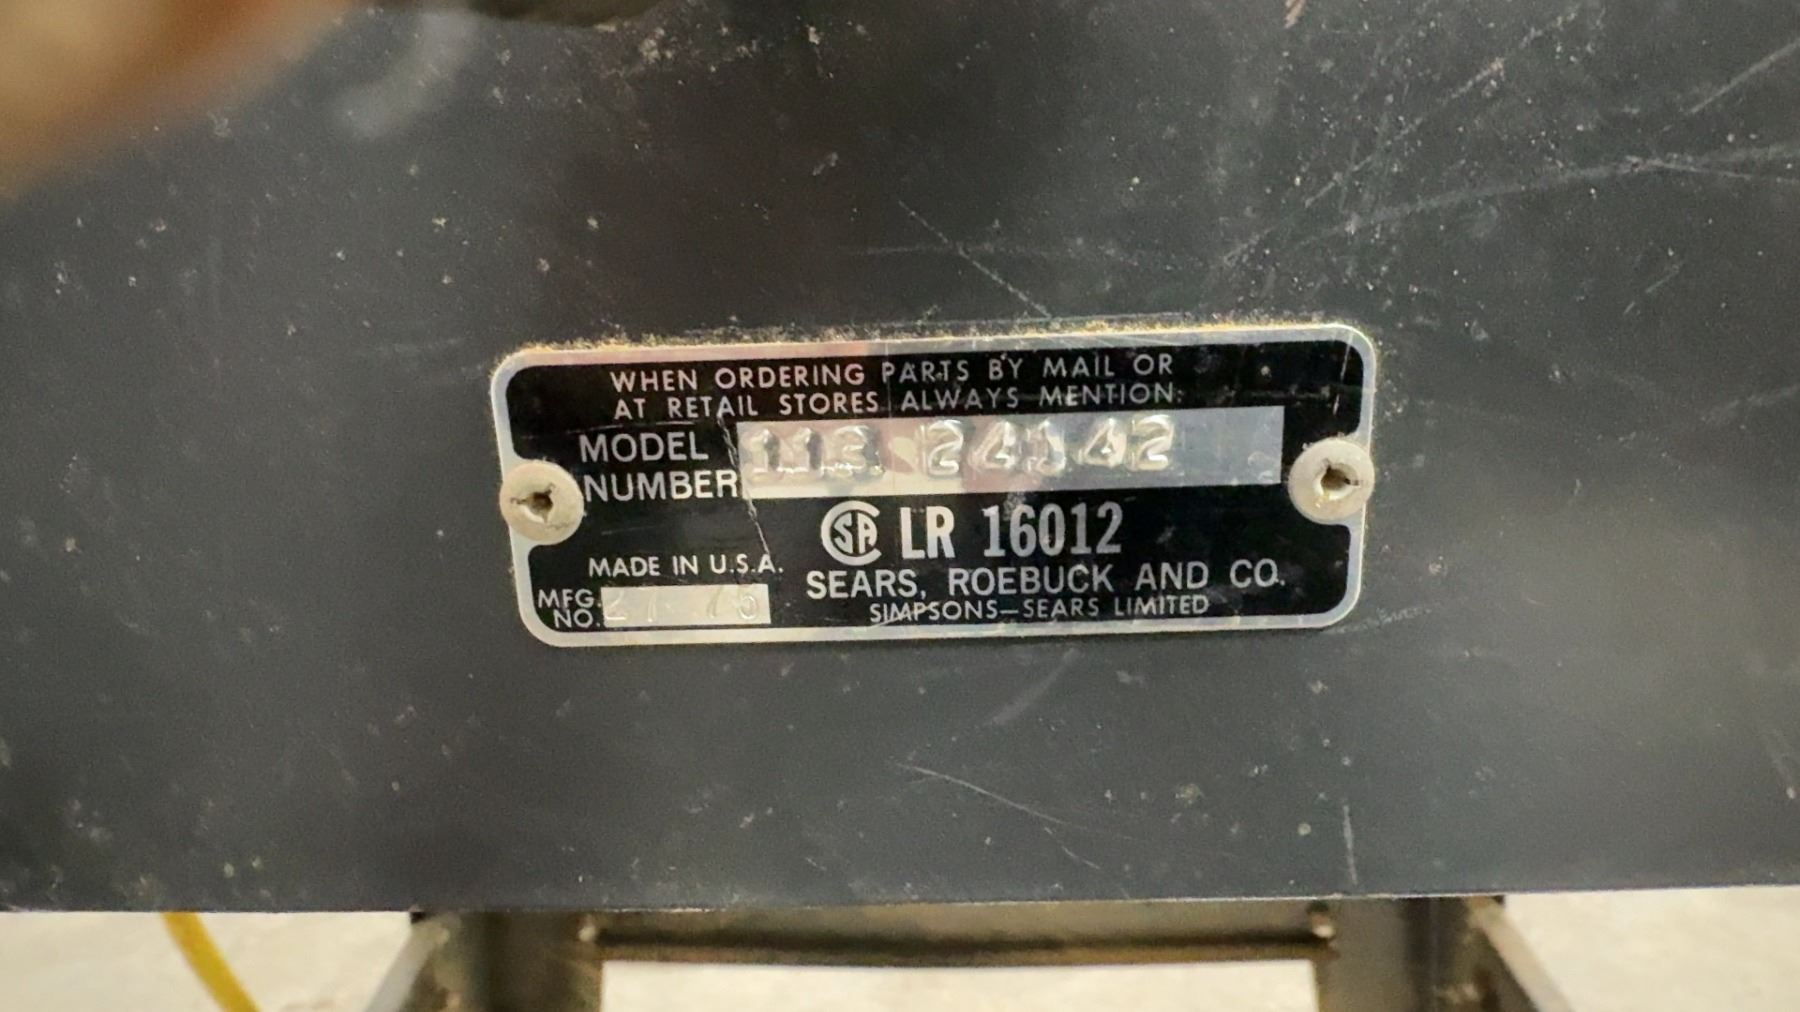 WHEN ORDERING PARTS BY MAIL OR
AT RETAIL STORES ALWAYS MENTION:
MODEL
NUMBER 113.24142
CSA LR 16012
MADE IN U.S.A.
SEARS, ROEBUCK AND CO.
SIMPSONS—SEARS LIMITED
MFG.
NO.